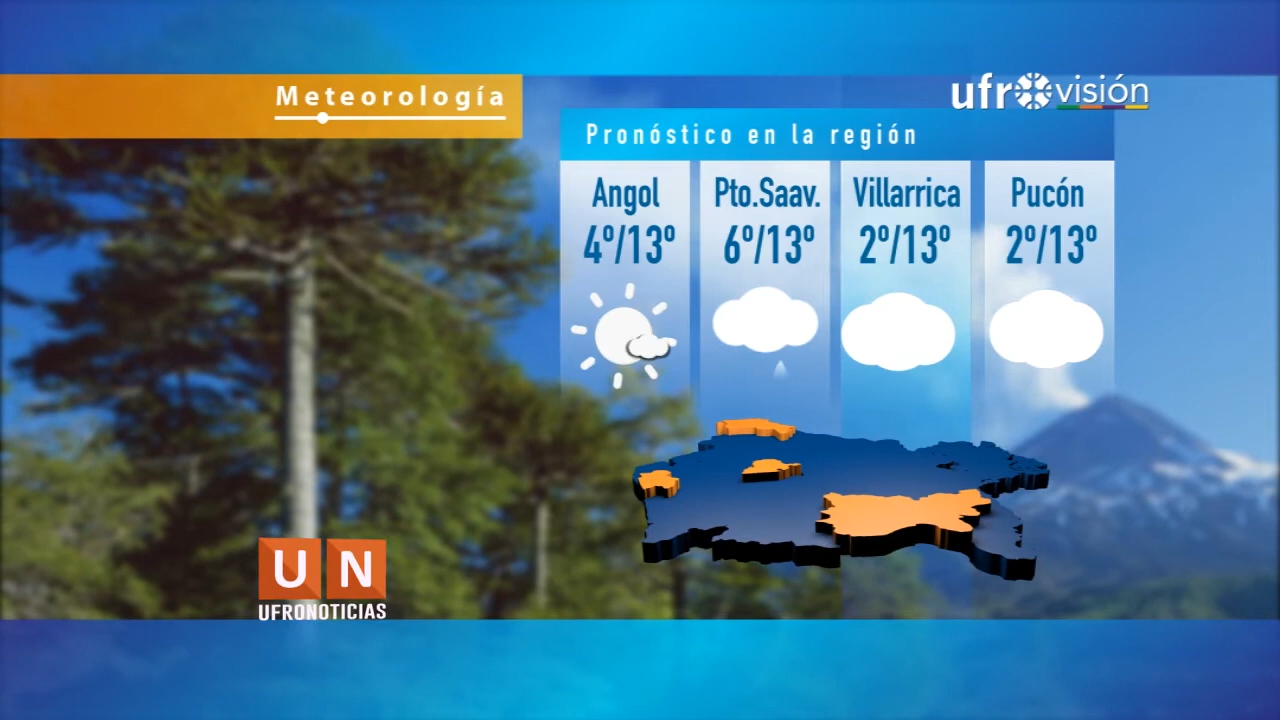 Meteorología
ufrovisión
Pronóstico en la región
Angol
4º/13º
Pto.Saav.
6º/13º
Villarrica
2º/13º
Pucón
2º/13º
UN
UFRONOTICIAS